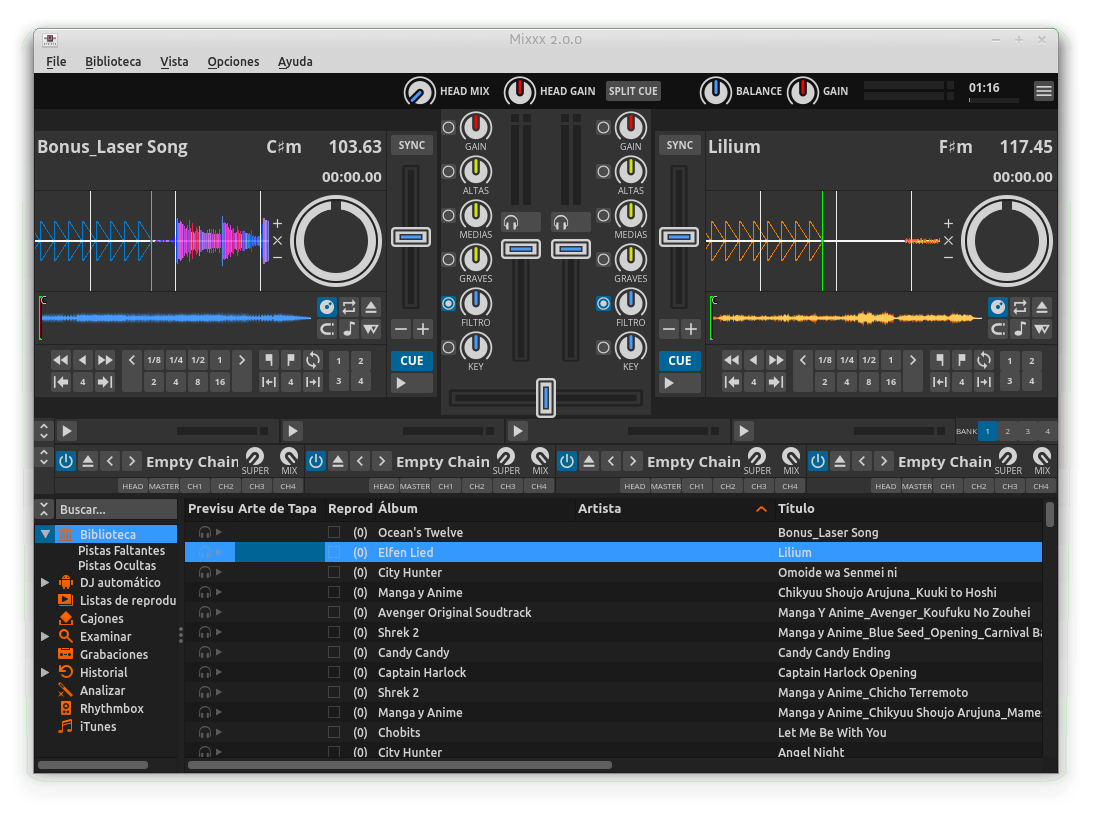 Mixxx 2.0.0
File Biblioteca Vista Opciones Ayuda
HEAD MIX HEAD GAIN SPLIT CUE BALANCE GAIN 01:16
Bonus_Laser Song C♯m 103.63 SYNC GAIN GAIN SYNC Lilium F♯m 117.45
00:00.00 00:00.00
ALTAS ALTAS
MEDIAS MEDIAS
GRAVES GRAVES
C C
FILTRO FILTRO
1/8 1/4 1/2 1 1 2 CUE KEY KEY CUE 1/8 1/4 1/2 1 1 2
4 2 4 8 16 4 3 4 4 2 4 8 16 4 3 4
BANK 1 2 3 4
Empty Chain SUPER MIX Empty Chain SUPER MIX Empty Chain SUPER MIX Empty Chain SUPER MIX
HEAD MASTER CH1 CH2 CH3 CH4 HEAD MASTER CH1 CH2 CH3 CH4 HEAD MASTER CH1 CH2 CH3 CH4 HEAD MASTER CH1 CH2 CH3 CH4
Buscar...
Biblioteca
Pistas Faltantes
Pistas Ocultas
DJ automático
Listas de reprodu
Cajones
Examinar
Grabaciones
Historial
Analizar
Rhythmbox
iTunes
Previsu Arte de Tapa Reprod Álbum Artista Título
(0) Ocean's Twelve Bonus_Laser Song
(0) Elfen Lied Lilium
(0) City Hunter Omoide wa Senmei ni
(0) Manga y Anime Chikyuu Shoujo Arujuna_Kuuki to Hoshi
(0) Avenger Original Soudtrack Manga Y Anime_Avenger_Koufuku No Zouhei
(0) Shrek 2 Manga y Anime_Blue Seed_Opening_Carnival Ba
(0) Candy Candy Candy Candy Ending
(0) Captain Harlock Captain Harlock Opening
(0) Shrek 2 Manga y Anime_Chicho Terremoto
(0) Manga y Anime Manga y Anime_Chikyuu Shoujo Arujuna_Mame
(0) Chobits Let Me Be With You
(0) City Hunter Angel Night